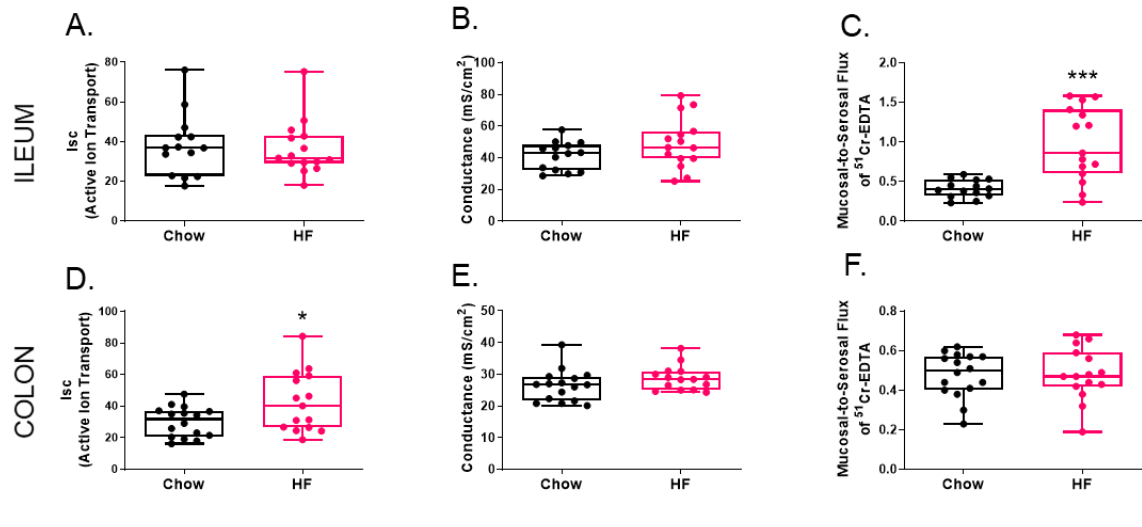 ILEUM
A.
Isc
(Active Ion Transport)
80
60
40
20
0
Chow HF
B.
Conductance (mS/cm²)
100
80
60
40
20
0
Chow HF
C.
Mucosal-to-Serosal Flux
of ⁵¹Cr-EDTA
2.0
1.5
1.0
0.5
0.0
***
Chow HF
COLON
D.
Isc
(Active Ion Transport)
100
80
60
40
20
0
*
Chow HF
E.
Conductance (mS/cm²)
50
40
30
20
10
0
Chow HF
F.
Mucosal-to-Serosal Flux
of ⁵¹Cr-EDTA
0.8
0.6
0.4
0.2
0.0
Chow HF